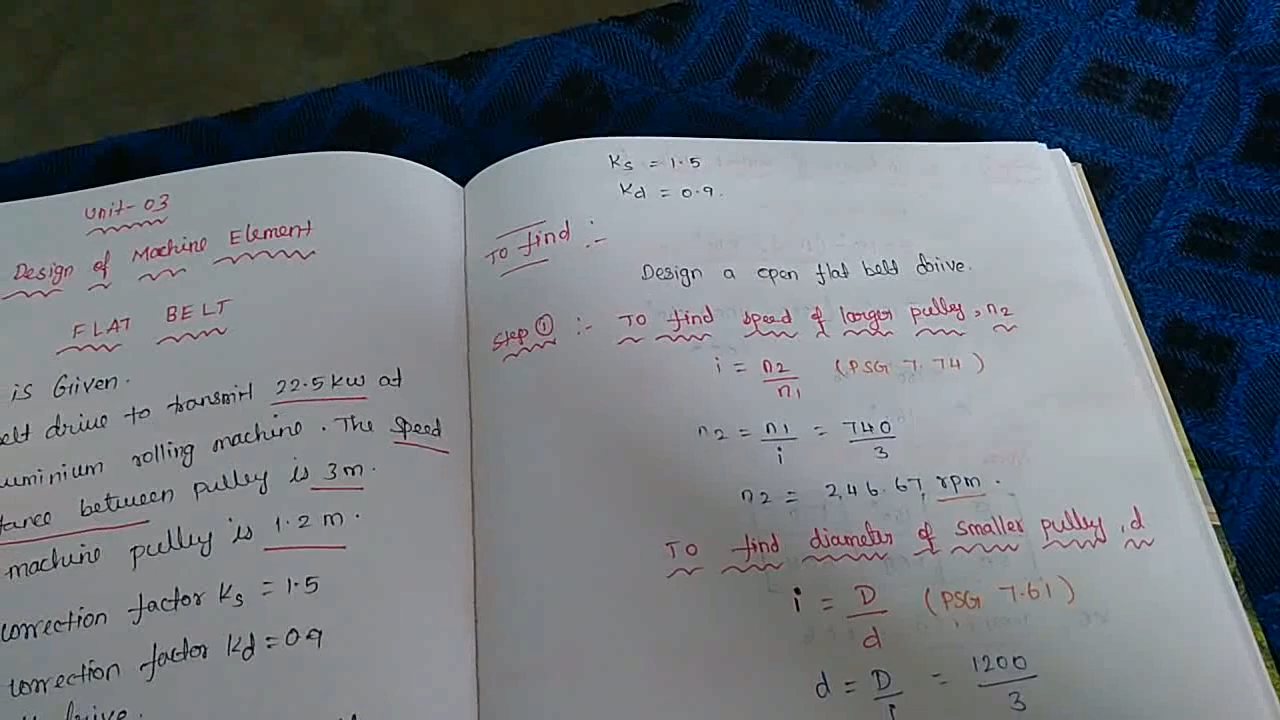 Unit-03
Design of Machine Element
FLAT BELT
is Given.
belt drive to transmit 22.5kw at
uminium rolling machine. The speed
tance between pulley is 3m.
machine pulley is 1.2m.
correction factor Ks = 1.5
correction factor Kd = 0.9
drive.
Ks = 1.5
Kd = 0.9.
To find :-
Design a open flat belt drive.
Step ① :- To find speed of larger pulley, n2
i = n2/n1 (PSG 7.74)
n2 = n1/i = 740/3
n2 = 246.67 rpm.
To find diameter of smaller pulley, d
i = D/d (PSG 7.61)
d = D/i = 1200/3